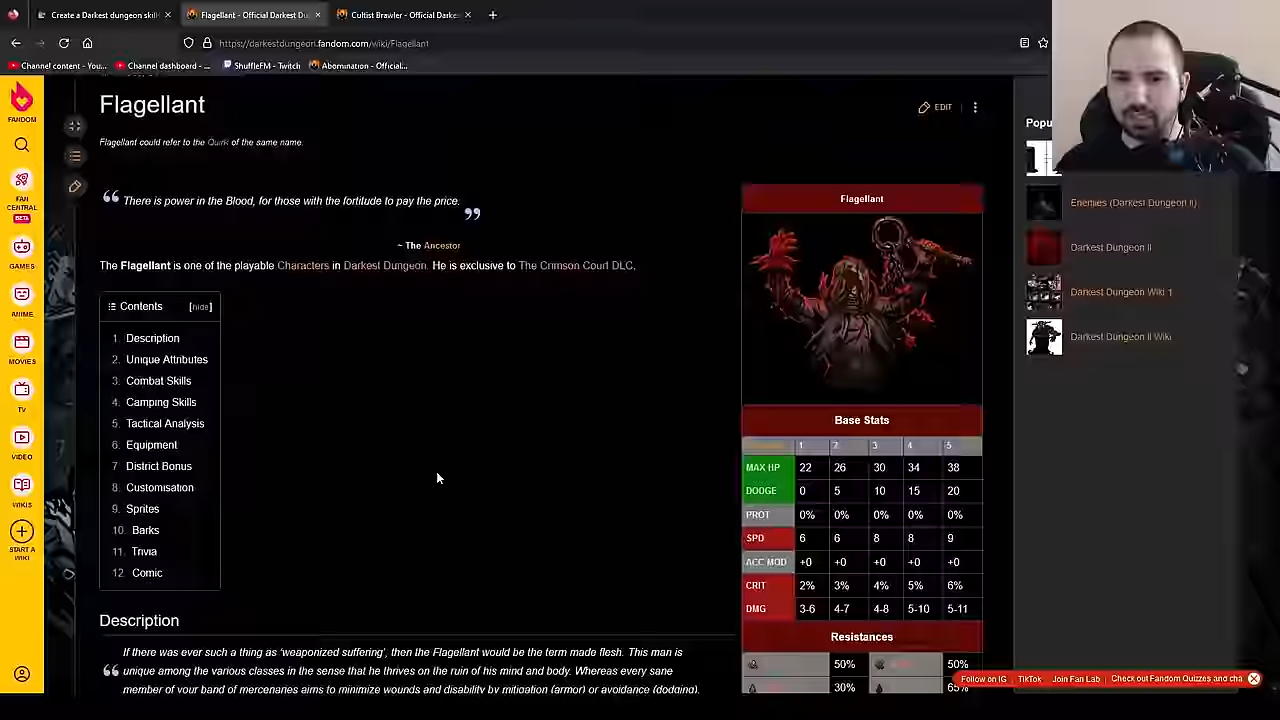 Create a Darkest dungeon skill
Flagellant - Official Darkest Du
Cultist Brawler - Official Darke
https://darkestdungeon.fandom.com/wiki/Flagellant
Channel content - You...
Channel dashboard - ...
ShuffleFM - Twitch
Abomination - Official...
FANDOM
FAN CENTRAL
BETA
GAMES
ANIME
MOVIES
TV
VIDEO
WIKIS
START A WIKI
Flagellant
EDIT
Flagellant could refer to the Quirk of the same name.
There is power in the Blood, for those with the fortitude to pay the price.
~ The Ancestor
The Flagellant is one of the playable Characters in Darkest Dungeon. He is exclusive to The Crimson Court DLC.
Contents [hide]
1. Description
2. Unique Attributes
3. Combat Skills
4. Camping Skills
5. Tactical Analysis
6. Equipment
7. District Bonus
8. Customisation
9. Sprites
10. Barks
11. Trivia
12. Comic
Description
If there was ever such a thing as 'weaponized suffering', then the Flagellant would be the term made flesh. This man is
unique among the various classes in the sense that he thrives on the ruin of his mind and body. Whereas every sane
member of your band of mercenaries aims to minimize wounds and disability by mitigation (armor) or avoidance (dodging),
Flagellant
Base Stats
1 2 3 4 5
MAX HP 22 26 30 34 38
DODGE 0 5 10 15 20
PROT 0% 0% 0% 0% 0%
SPD 6 6 8 8 9
ACC MOD +0 +0 +0 +0 +0
CRIT 2% 3% 4% 5% 6%
DMG 3-6 4-7 4-8 5-10 5-11
Resistances
50% 50%
30% 65%
Popu
Enemies (Darkest Dungeon II)
Darkest Dungeon II
Darkest Dungeon Wiki 1
Darkest Dungeon II Wiki
Follow on IG
TikTok
Join Fan Lab
Check out Fandom Quizzes and cha